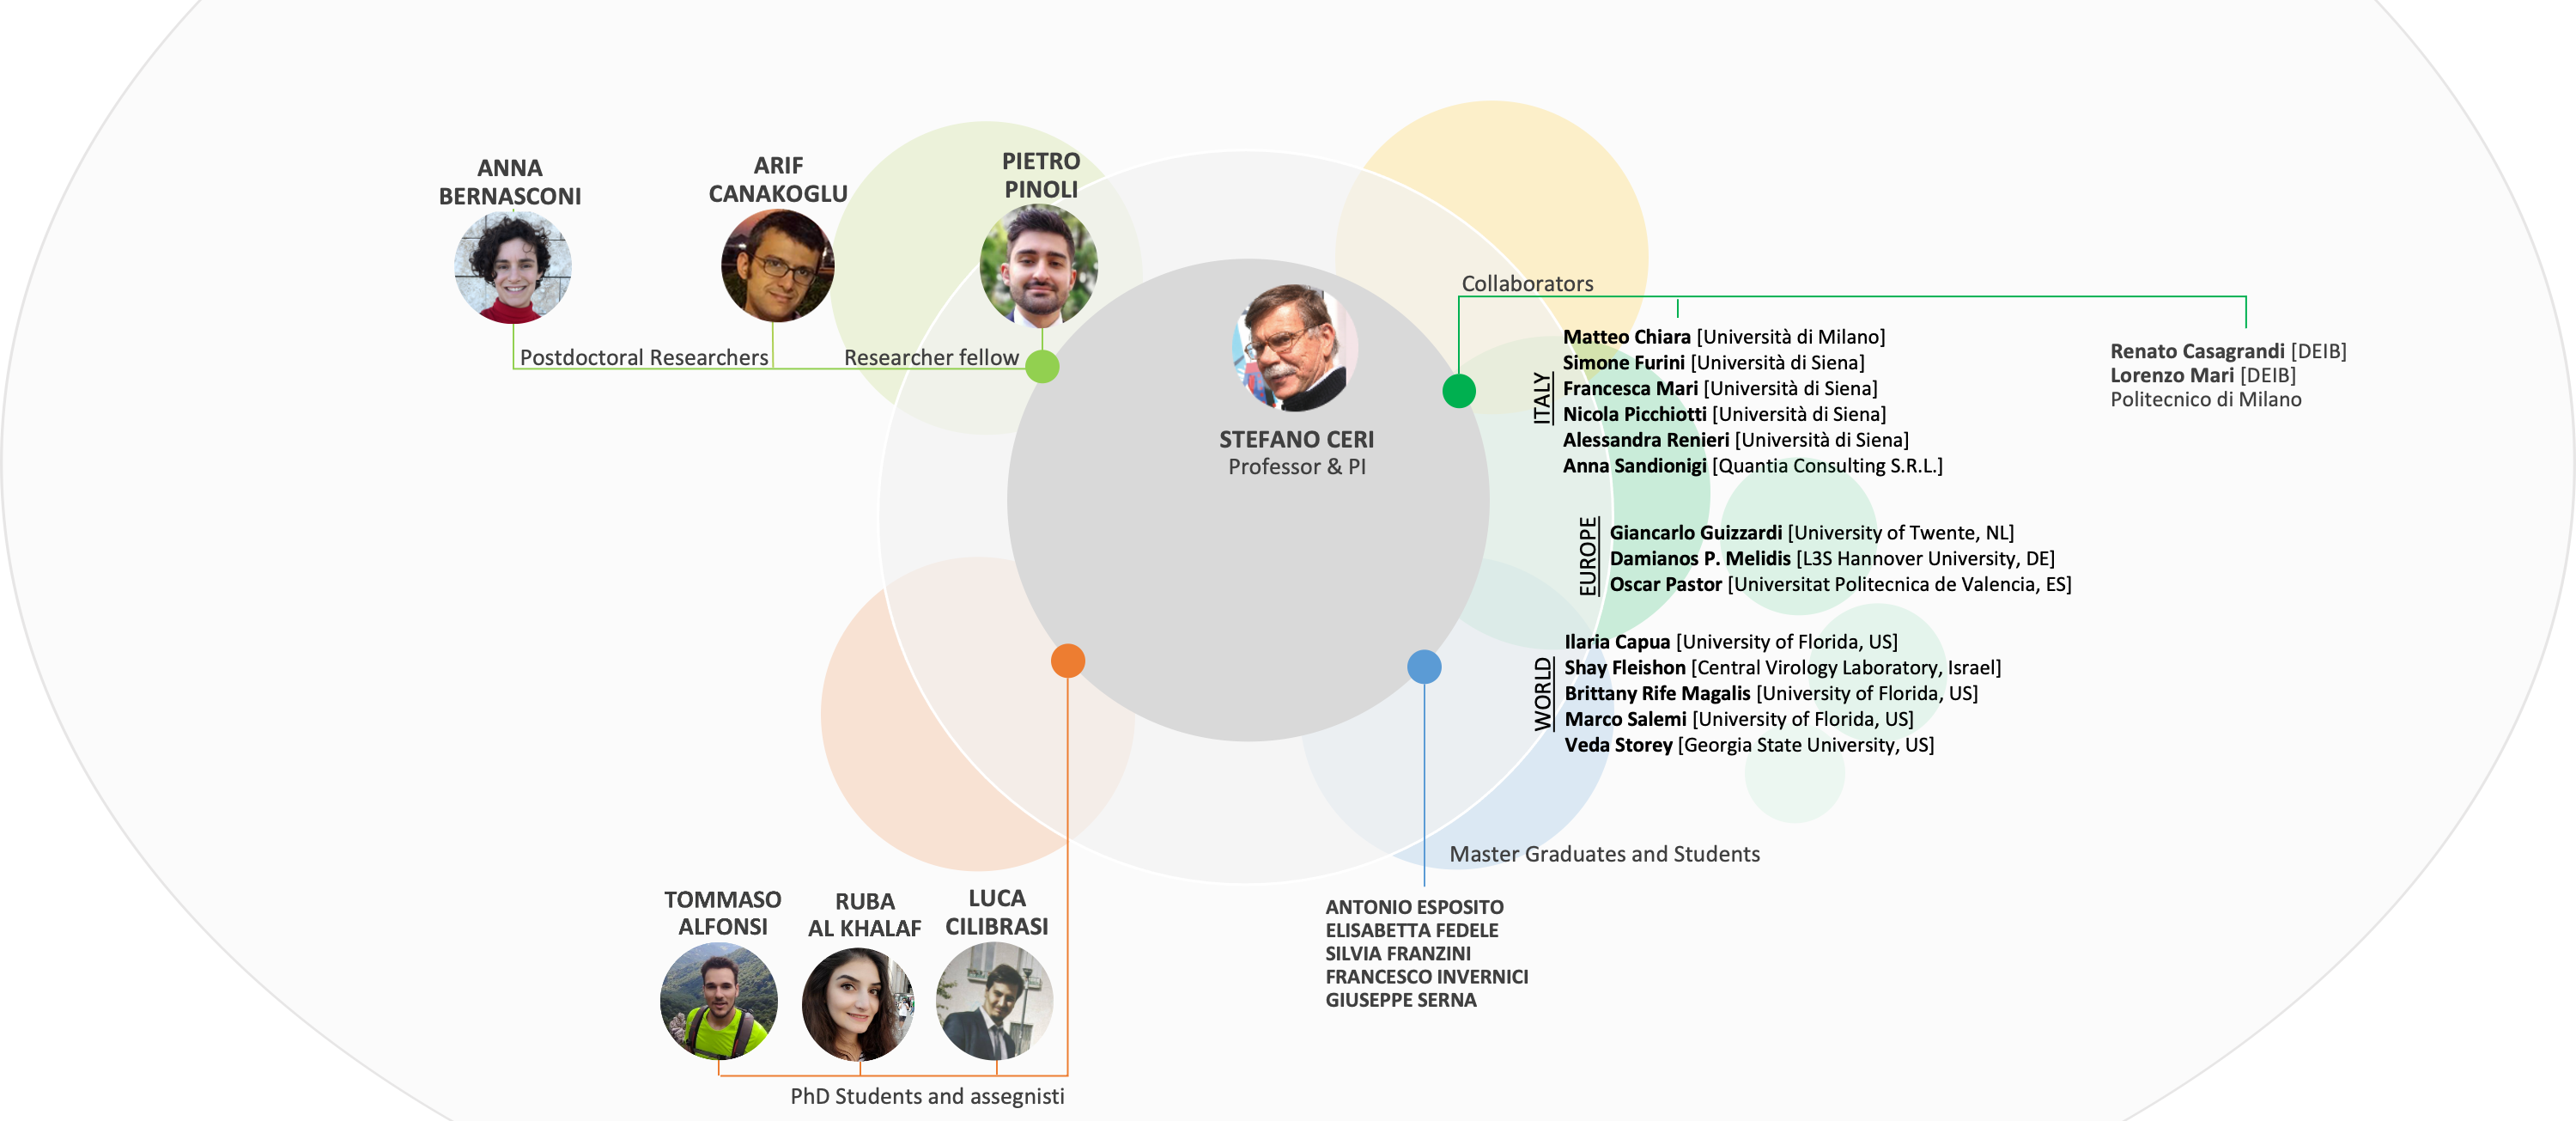 ANNA
BERNASCONI
ARIF
CANAKOGLU
PIETRO
PINOLI
Postdoctoral Researchers
Researcher fellow
STEFANO CERI
Professor & PI
Collaborators
ITALY
Matteo Chiara [Università di Milano]
Simone Furini [Università di Siena]
Francesca Mari [Università di Siena]
Nicola Picchiotti [Università di Siena]
Alessandra Renieri [Università di Siena]
Anna Sandionigi [Quantia Consulting S.R.L.]
Renato Casagrandi [DEIB]
Lorenzo Mari [DEIB]
Politecnico di Milano
EUROPE
Giancarlo Guizzardi [University of Twente, NL]
Damianos P. Melidis [L3S Hannover University, DE]
Oscar Pastor [Universitat Politecnica de Valencia, ES]
WORLD
Ilaria Capua [University of Florida, US]
Shay Fleishon [Central Virology Laboratory, Israel]
Brittany Rife Magalis [University of Florida, US]
Marco Salemi [University of Florida, US]
Veda Storey [Georgia State University, US]
Master Graduates and Students
ANTONIO ESPOSITO
ELISABETTA FEDELE
SILVIA FRANZINI
FRANCESCO INVERNICI
GIUSEPPE SERNA
TOMMASO
ALFONSI
RUBA
AL KHALAF
LUCA
CILIBRASI
PhD Students and assegnisti